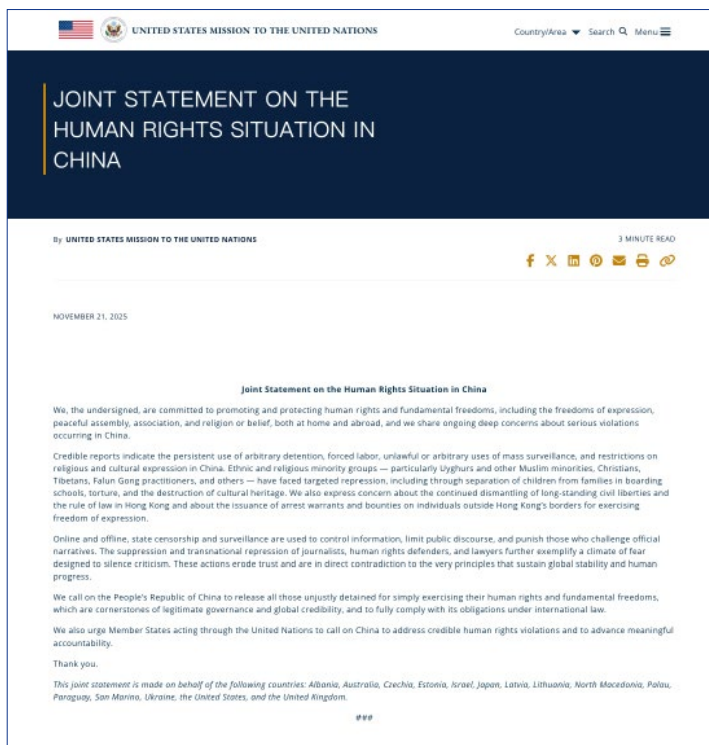 UNITED STATES MISSION TO THE UNITED NATIONS
Country/Area Search Menu
JOINT STATEMENT ON THE
HUMAN RIGHTS SITUATION IN
CHINA
By UNITED STATES MISSION TO THE UNITED NATIONS
3 MINUTE READ
NOVEMBER 21, 2025
Joint Statement on the Human Rights Situation in China
We, the undersigned, are committed to promoting and protecting human rights and fundamental freedoms, including the freedoms of expression,
peaceful assembly, association, and religion or belief, both at home and abroad, and we share ongoing deep concerns about serious violations
occurring in China.
Credible reports indicate the persistent use of arbitrary detention, forced labor, unlawful or arbitrary uses of mass surveillance, and restrictions on
religious and cultural expression in China. Ethnic and religious minority groups — particularly Uyghurs and other Muslim minorities, Christians,
Tibetans, Falun Gong practitioners, and others — have faced targeted repression, including through separation of children from families in boarding
schools, torture, and the destruction of cultural heritage. We also express concern about the continued dismantling of long-standing civil liberties and
the rule of law in Hong Kong and about the issuance of arrest warrants and bounties on individuals outside Hong Kong's borders for exercising
freedom of expression.
Online and offline, state censorship and surveillance are used to control information, limit public discourse, and punish those who challenge official
narratives. The suppression and transnational repression of journalists, human rights defenders, and lawyers further exemplify a climate of fear
designed to silence criticism. These actions erode trust and are in direct contradiction to the very principles that sustain global stability and human
progress.
We call on the People's Republic of China to release all those unjustly detained for simply exercising their human rights and fundamental freedoms,
which are cornerstones of legitimate governance and global credibility, and to fully comply with its obligations under international law.
We also urge Member States acting through the United Nations to call on China to address credible human rights violations and to advance meaningful
accountability.
Thank you.
This joint statement is made on behalf of the following countries: Albania, Australia, Czechia, Estonia, Israel, Japan, Latvia, Lithuania, North Macedonia, Palau,
Paraguay, San Marino, Ukraine, the United States, and the United Kingdom.
###